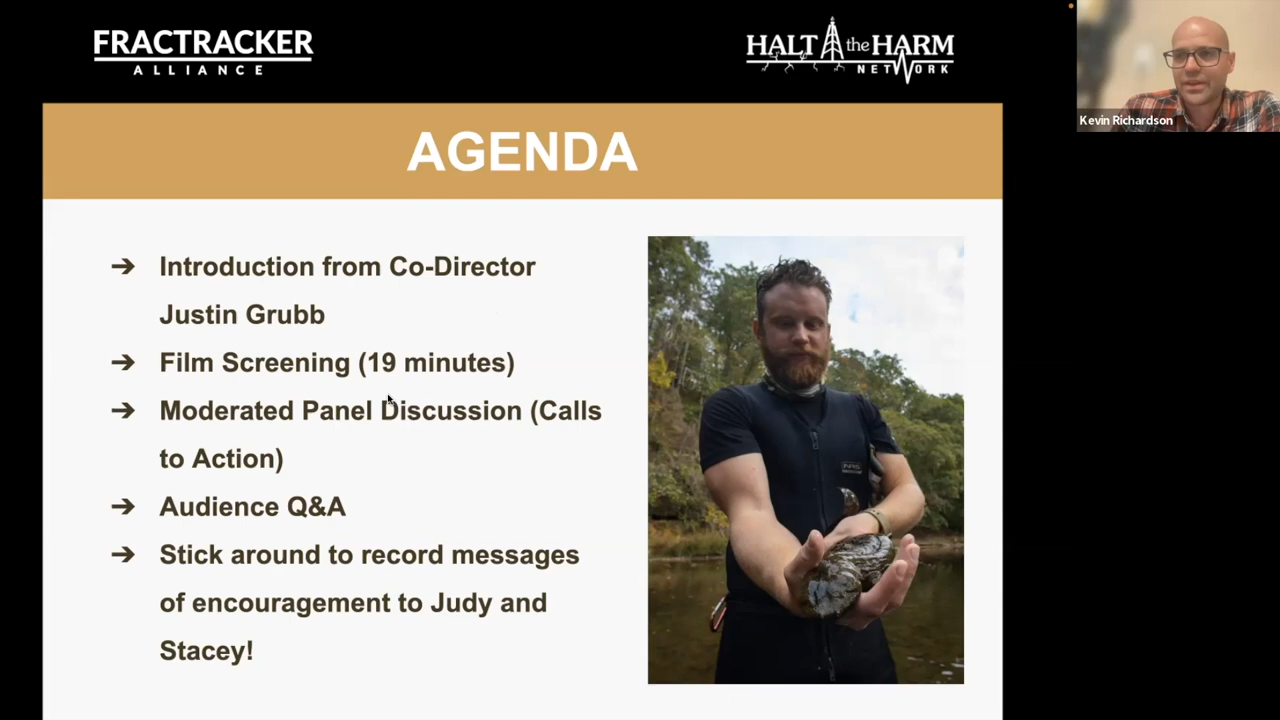 FRACTRACKER
ALLIANCE
HALT the HARM
NETWORK
Kevin Richardson
AGENDA
➔ Introduction from Co-Director
Justin Grubb
➔ Film Screening (19 minutes)
➔ Moderated Panel Discussion (Calls
to Action)
➔ Audience Q&A
➔ Stick around to record messages
of encouragement to Judy and
Stacey!
NRS